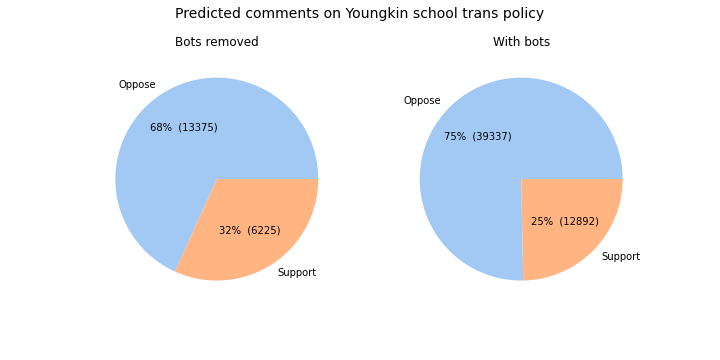 Predicted comments on Youngkin school trans policy
Bots removed
With bots
Oppose
68% (13375)
32% (6225)
Support
Oppose
75% (39337)
25% (12892)
Support